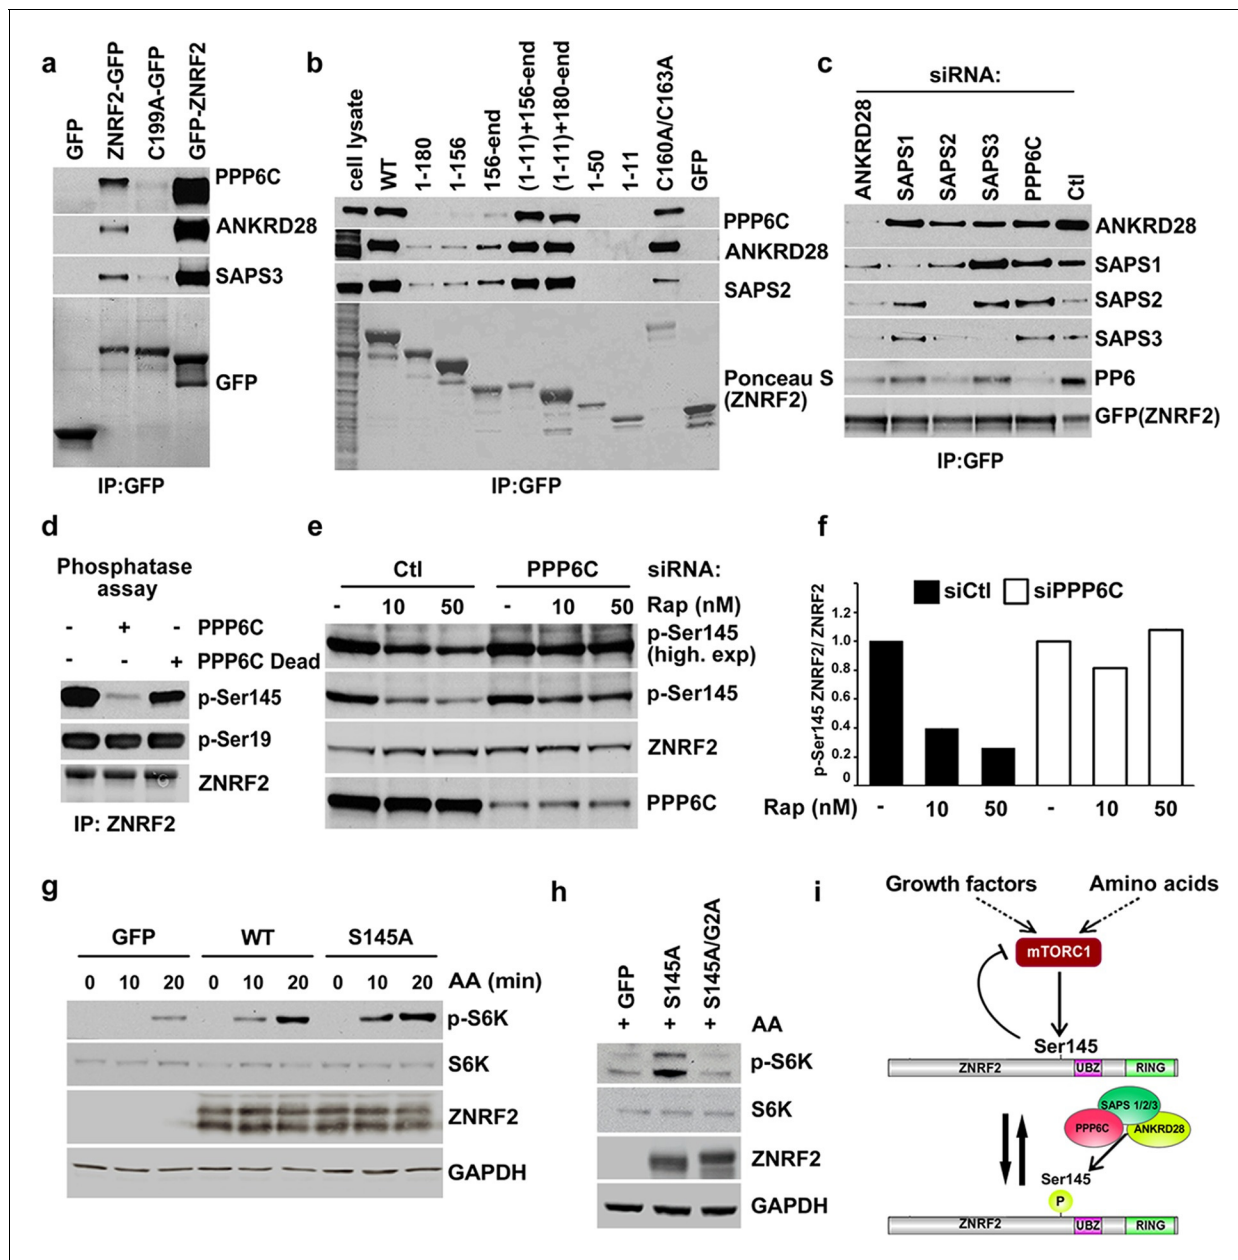 a
GFP
ZNRF2-GFP
C199A-GFP
GFP-ZNRF2
PPP6C
ANKRD28
SAPS3
GFP
IP:GFP
b
cell lysate
WT
1-180
1-156
156-end
(1-11)+156-end
(1-11)+180-end
1-50
1-11
C160A/C163A
GFP
PPP6C
ANKRD28
SAPS2
Ponceau S
(ZNRF2)
IP:GFP
c
siRNA:
ANKRD28
SAPS1
SAPS2
SAPS3
PPP6C
Ctl
ANKRD28
SAPS1
SAPS2
SAPS3
PP6
GFP(ZNRF2)
IP:GFP
d
Phosphatase
assay
- + - PPP6C
- - + PPP6C Dead
p-Ser145
p-Ser19
ZNRF2
IP: ZNRF2
e
Ctl PPP6C siRNA:
- 10 50 - 10 50 Rap (nM)
p-Ser145
(high. exp)
p-Ser145
ZNRF2
PPP6C
f
siCtl siPPP6C
p-Ser145 ZNRF2/ ZNRF2
1.2
1.0
0.8
0.6
0.4
0.2
0
Rap (nM) - 10 50 - 10 50
g
GFP WT S145A
0 10 20 0 10 20 0 10 20 AA (min)
p-S6K
S6K
ZNRF2
GAPDH
h
GFP
S145A
S145A/G2A
+ + + AA
p-S6K
S6K
ZNRF2
GAPDH
i
Growth factors Amino acids
mTORC1
Ser145
ZNRF2 UBZ RING
SAPS 1/2/3
PPP6C ANKRD28
Ser145
P
ZNRF2 UBZ RING